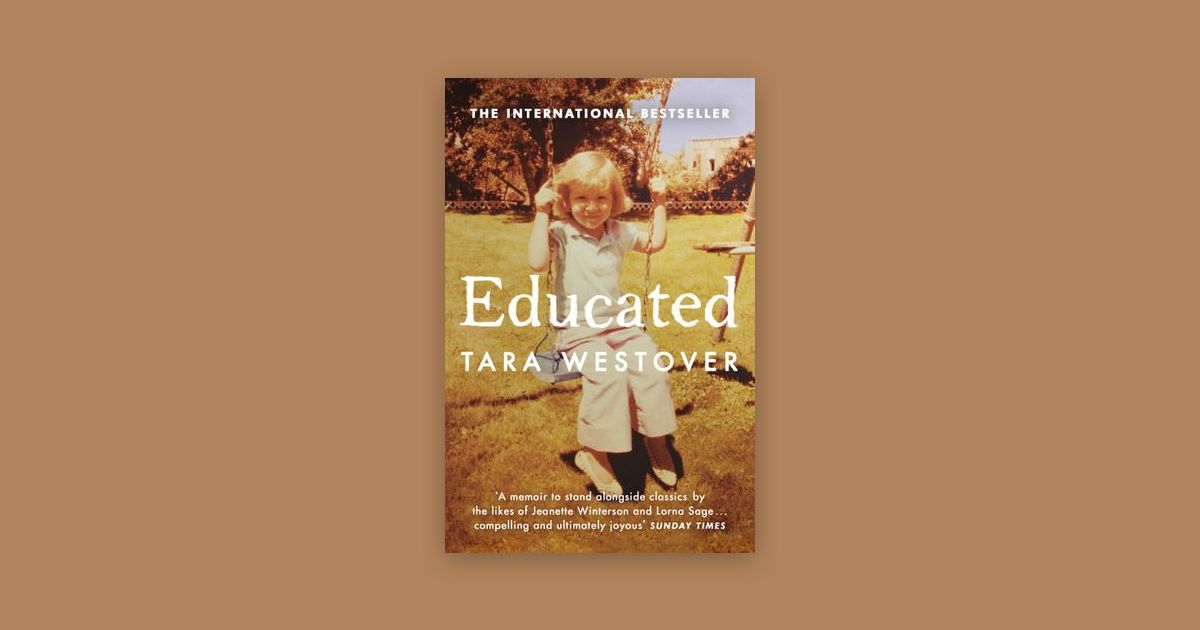 THE INTERNATIONAL BESTSELLER
Educated
TARA WESTOVER
'A memoir to stand alongside classics by
the likes of Jeanette Winterson and Lorna Sage...
compelling and ultimately joyous' SUNDAY TIMES